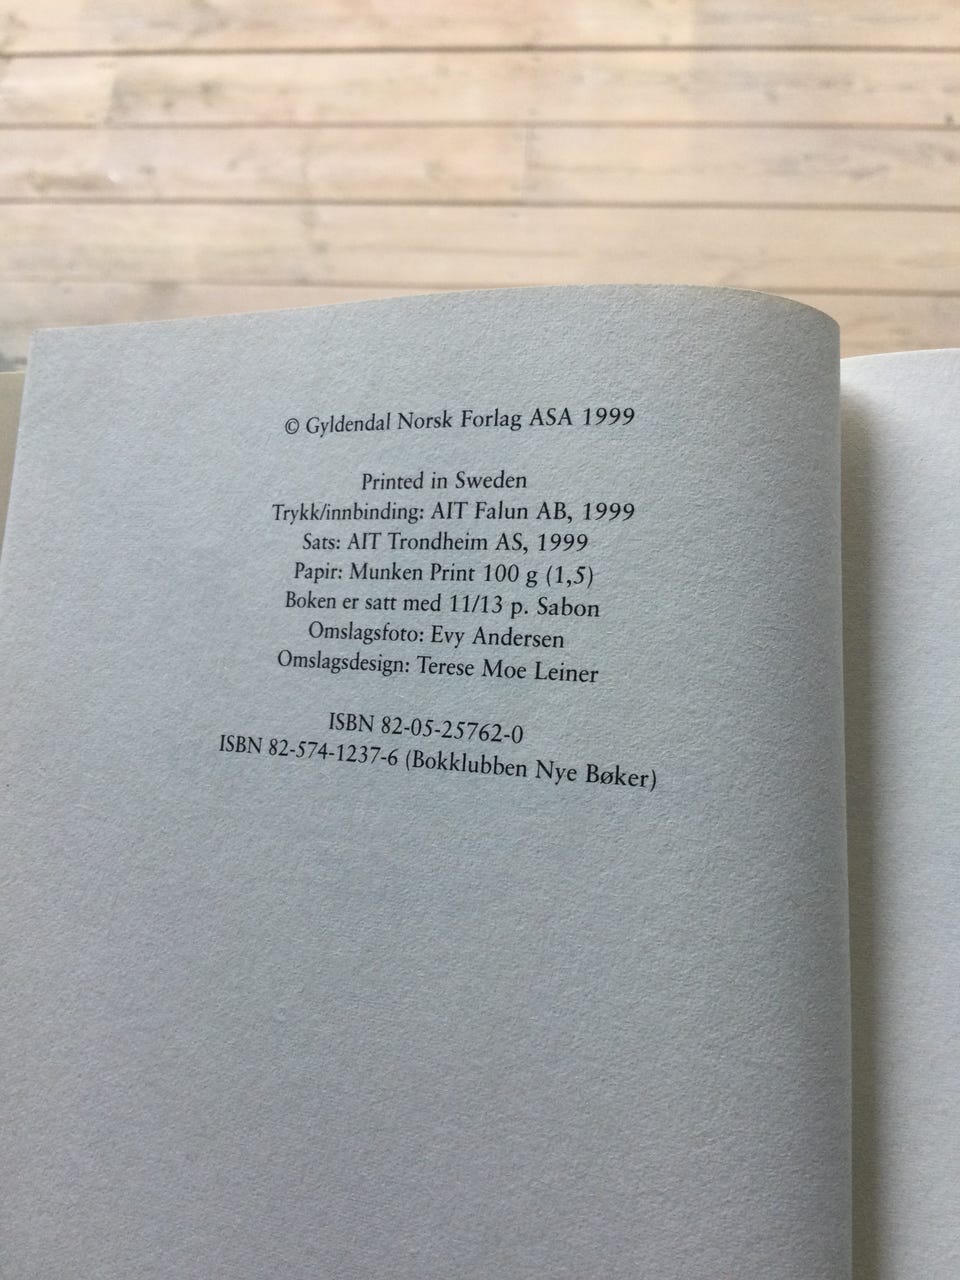 © Gyldendal Norsk Forlag ASA 1999
Printed in Sweden
Trykk/innbinding: AIT Falun AB, 1999
Sats: AIT Trondheim AS, 1999
Papir: Munken Print 100 g (1,5)
Boken er satt med 11/13 p. Sabon
Omslagsfoto: Evy Andersen
Omslagsdesign: Terese Moe Leiner
ISBN 82-05-25762-0
ISBN 82-574-1237-6 (Bokklubben Nye Bøker)